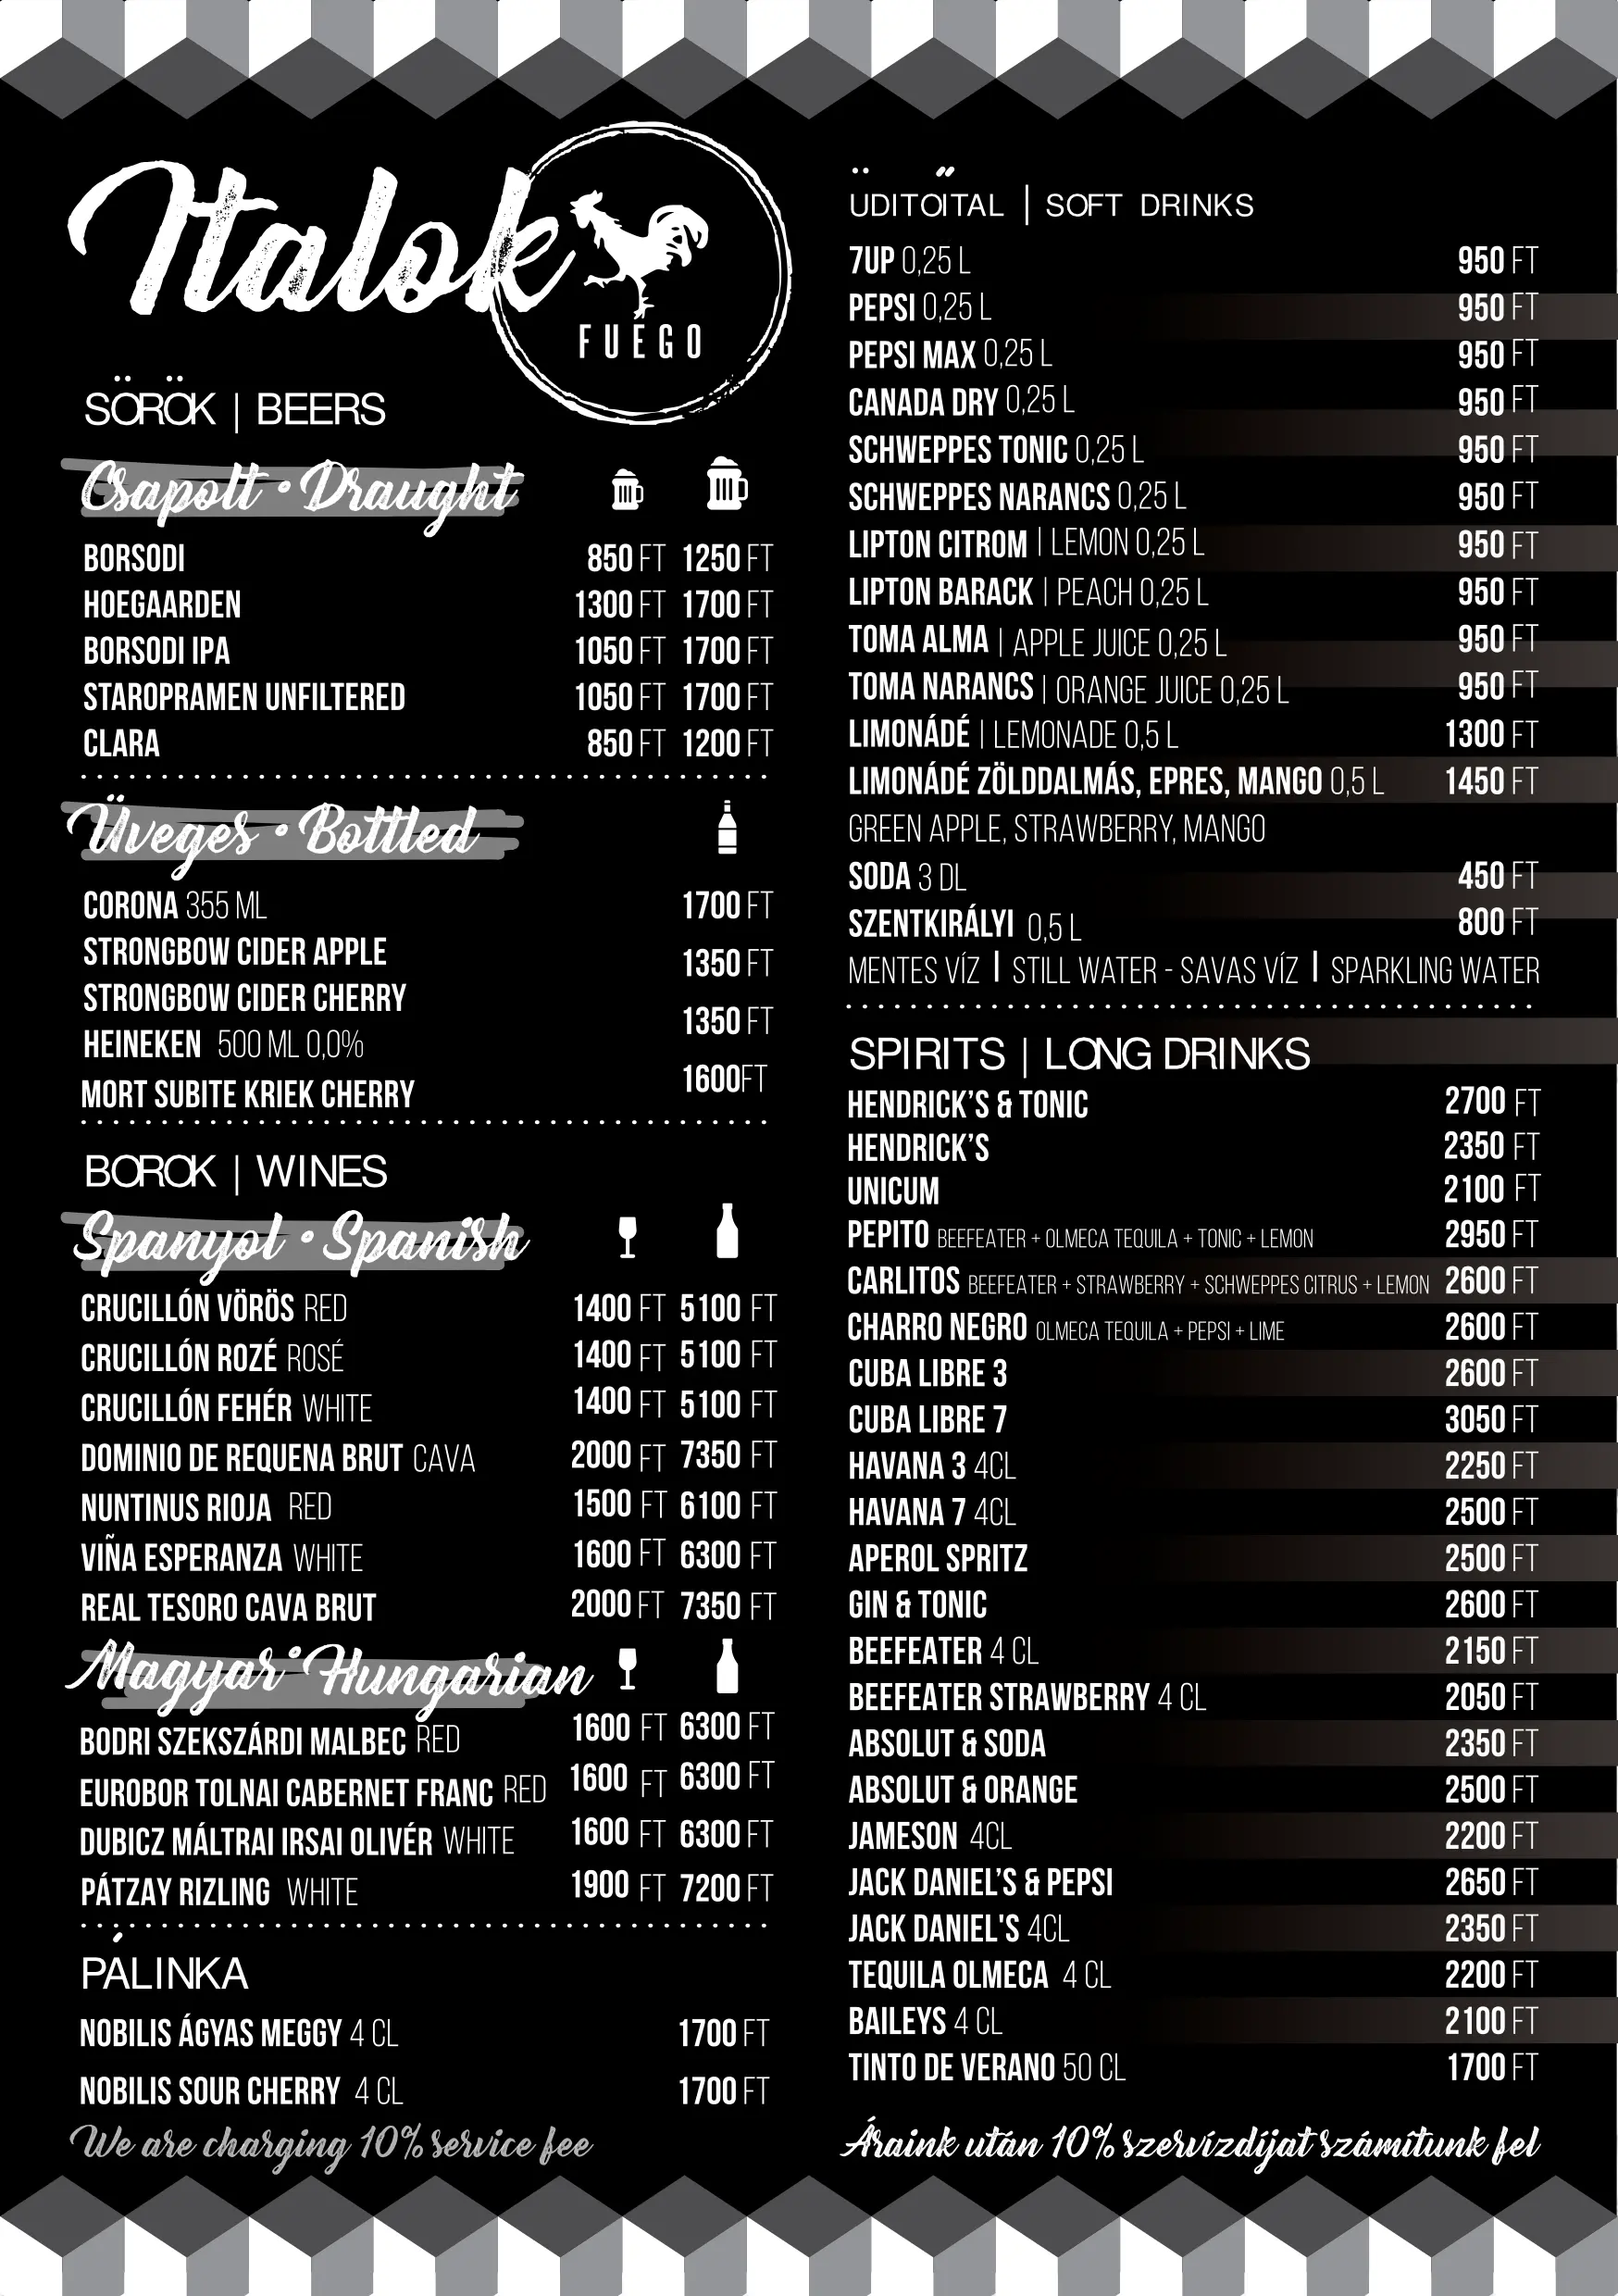 Italok
FUEGO
SÖRÖK | BEERS
Csapolt • Draught
BORSODI 850 FT 1250 FT
HOEGAARDEN 1300 FT 1700 FT
BORSODI IPA 1050 FT 1700 FT
STAROPRAMEN UNFILTERED 1050 FT 1700 FT
CLARA 850 FT 1200 FT
Üveges • Bottled
CORONA 355 ML 1700 FT
STRONGBOW CIDER APPLE 1350 FT
STRONGBOW CIDER CHERRY
HEINEKEN 500 ML 0,0% 1350 FT
MORT SUBITE KRIEK CHERRY 1600FT
BOROK | WINES
Spanyol • Spanish
CRUCILLÓN VÖRÖS RED 1400 FT 5100 FT
CRUCILLÓN ROZÉ ROSÉ 1400 FT 5100 FT
CRUCILLÓN FEHÉR WHITE 1400 FT 5100 FT
DOMINIO DE REQUENA BRUT CAVA 2000 FT 7350 FT
NUNTINUS RIOJA RED 1500 FT 6100 FT
VIÑA ESPERANZA WHITE 1600 FT 6300 FT
REAL TESORO CAVA BRUT 2000 FT 7350 FT
Magyar • Hungarian
BODRI SZEKSZÁRDI MALBEC RED 1600 FT 6300 FT
EUROBOR TOLNAI CABERNET FRANC RED 1600 FT 6300 FT
DUBICZ MÁLTRAI IRSAI OLIVÉR WHITE 1600 FT 6300 FT
PÁTZAY RIZLING WHITE 1900 FT 7200 FT
PÁLINKA
NOBILIS ÁGYAS MEGGY 4 CL 1700 FT
NOBILIS SOUR CHERRY 4 CL 1700 FT
We are charging 10% service fee
ÜDITŐITAL | SOFT DRINKS
7UP 0,25 L 950 FT
PEPSI 0,25 L 950 FT
PEPSI MAX 0,25 L 950 FT
CANADA DRY 0,25 L 950 FT
SCHWEPPES TONIC 0,25 L 950 FT
SCHWEPPES NARANCS 0,25 L 950 FT
LIPTON CITROM | LEMON 0,25 L 950 FT
LIPTON BARACK | PEACH 0,25 L 950 FT
TOMA ALMA | APPLE JUICE 0,25 L 950 FT
TOMA NARANCS | ORANGE JUICE 0,25 L 950 FT
LIMONÁDÉ | LEMONADE 0,5 L 1300 FT
LIMONÁDÉ ZÖLDDALMÁS, EPRES, MANGO 0,5 L 1450 FT
GREEN APPLE, STRAWBERRY, MANGO
SODA 3 DL 450 FT
SZENTKIRÁLYI 0,5 L 800 FT
MENTES VÍZ | STILL WATER - SAVAS VÍZ | SPARKLING WATER
SPIRITS | LONG DRINKS
HENDRICK'S & TONIC 2700 FT
HENDRICK'S 2350 FT
UNICUM 2100 FT
PEPITO BEEFEATER + OLMECA TEQUILA + TONIC + LEMON 2950 FT
CARLITOS BEEFEATER + STRAWBERRY + SCHWEPPES CITRUS + LEMON 2600 FT
CHARRO NEGRO OLMECA TEQUILA + PEPSI + LIME 2600 FT
CUBA LIBRE 3 2600 FT
CUBA LIBRE 7 3050 FT
HAVANA 3 4CL 2250 FT
HAVANA 7 4CL 2500 FT
APEROL SPRITZ 2500 FT
GIN & TONIC 2600 FT
BEEFEATER 4 CL 2150 FT
BEEFEATER STRAWBERRY 4 CL 2050 FT
ABSOLUT & SODA 2350 FT
ABSOLUT & ORANGE 2500 FT
JAMESON 4CL 2200 FT
JACK DANIEL'S & PEPSI 2650 FT
JACK DANIEL'S 4CL 2350 FT
TEQUILA OLMECA 4 CL 2200 FT
BAILEYS 4 CL 2100 FT
TINTO DE VERANO 50 CL 1700 FT
Áraink után 10% szervízdíjat számítunk fel